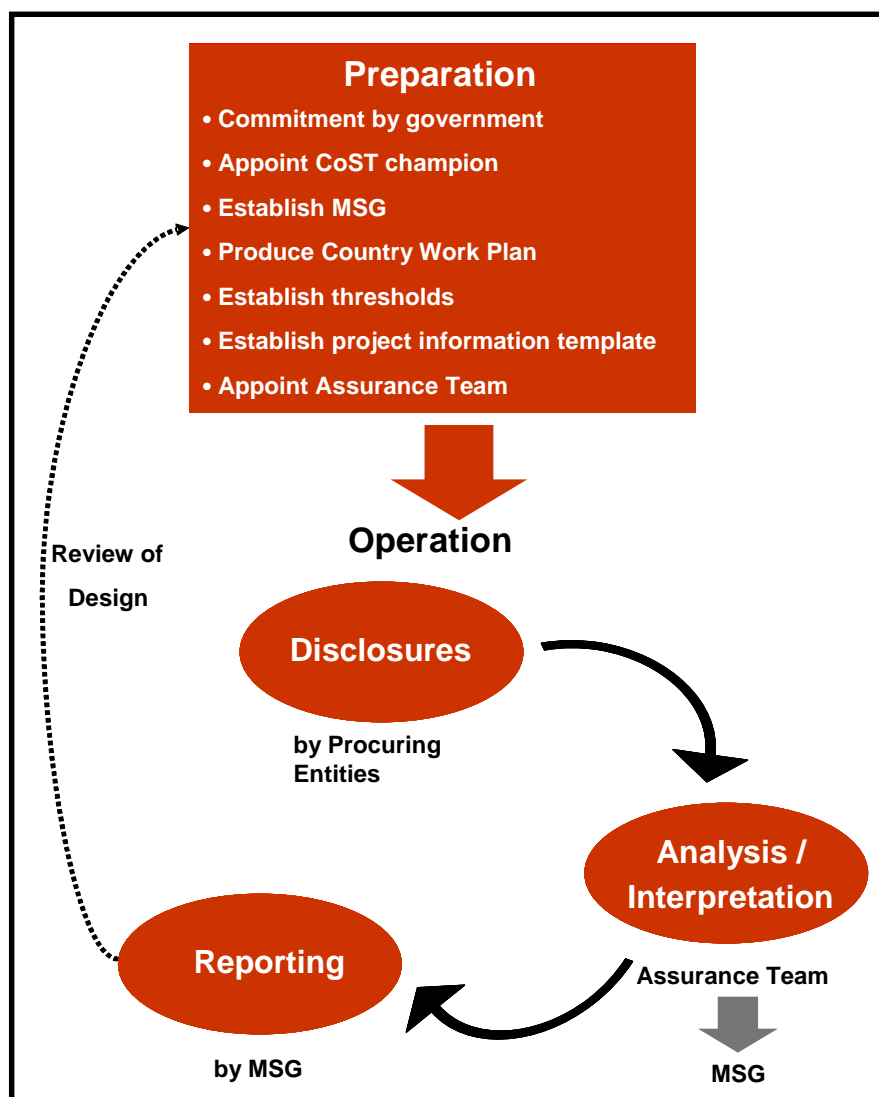 Preparation
• Commitment by government
• Appoint CoST champion
• Establish MSG
• Produce Country Work Plan
• Establish thresholds
• Establish project information template
• Appoint Assurance Team
Operation
Review of
Design
Disclosures
by Procuring
Entities
Analysis /
Interpretation
Assurance Team
MSG
Reporting
by MSG